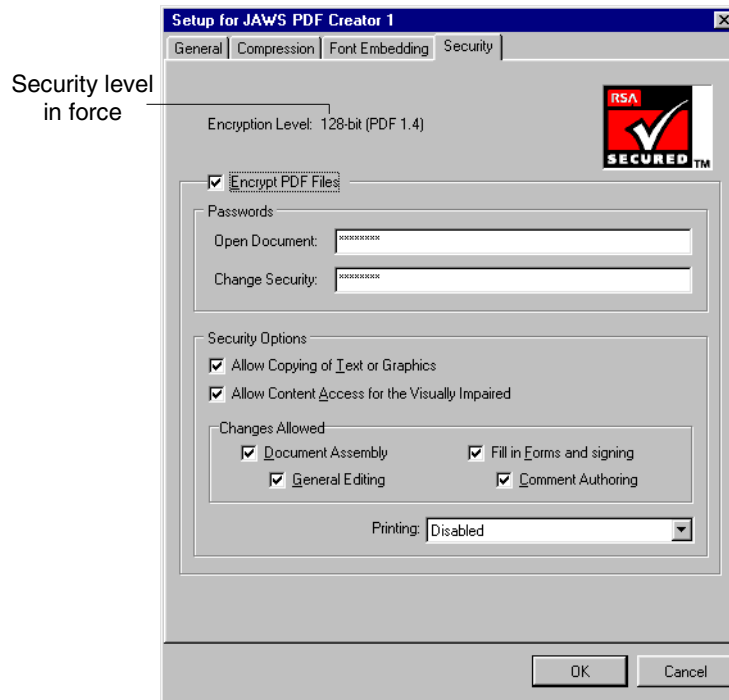 Setup for JAWS PDF Creator 1
General Compression Font Embedding Security
Security level
in force
Encryption Level: 128-bit (PDF 1.4)
RSA
SECURED TM
Encrypt PDF Files
Passwords
Open Document: ********
Change Security: ********
Security Options
Allow Copying of Text or Graphics
Allow Content Access for the Visually Impaired
Changes Allowed
Document Assembly Fill in Forms and signing
General Editing Comment Authoring
Printing: Disabled
OK Cancel